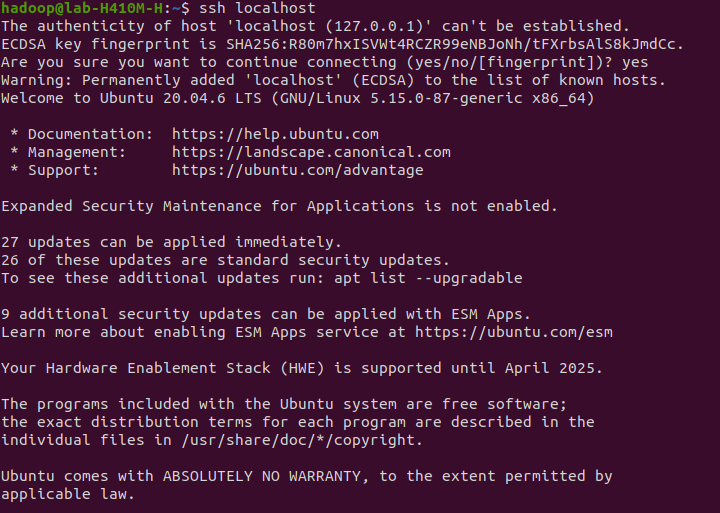 hadoop@lab-H410M-H:~$ ssh localhost
The authenticity of host 'localhost (127.0.0.1)' can't be established.
ECDSA key fingerprint is SHA256:R80m7hxISVWt4RCZR99eNBJoNh/tFXrbsAlS8kJmdCc.
Are you sure you want to continue connecting (yes/no/[fingerprint])? yes
Warning: Permanently added 'localhost' (ECDSA) to the list of known hosts.
Welcome to Ubuntu 20.04.6 LTS (GNU/Linux 5.15.0-87-generic x86_64)

 * Documentation:  https://help.ubuntu.com
 * Management:     https://landscape.canonical.com
 * Support:        https://ubuntu.com/advantage

Expanded Security Maintenance for Applications is not enabled.

27 updates can be applied immediately.
26 of these updates are standard security updates.
To see these additional updates run: apt list --upgradable

9 additional security updates can be applied with ESM Apps.
Learn more about enabling ESM Apps service at https://ubuntu.com/esm

Your Hardware Enablement Stack (HWE) is supported until April 2025.

The programs included with the Ubuntu system are free software;
the exact distribution terms for each program are described in the
individual files in /usr/share/doc/*/copyright.

Ubuntu comes with ABSOLUTELY NO WARRANTY, to the extent permitted by
applicable law.